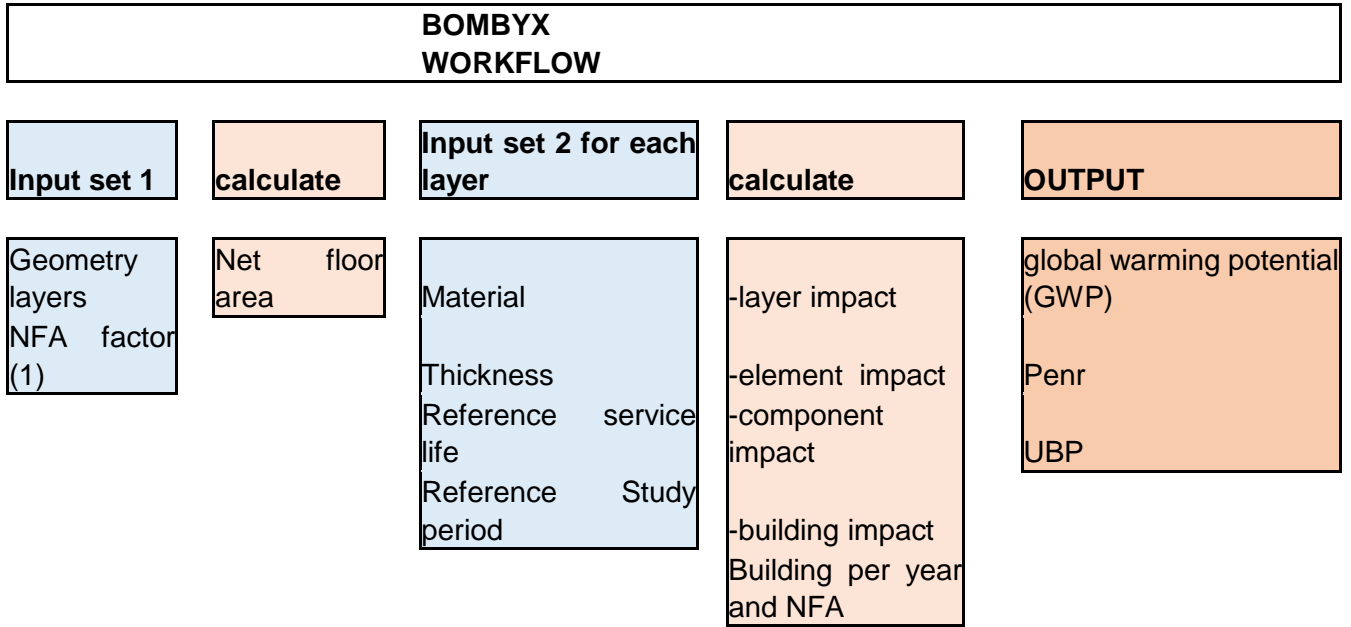 BOMBYX
WORKFLOW
Input set 1
calculate
Input set 2 for each
layer
calculate
OUTPUT
Geometry
layers
NFA factor
(1)
Net floor
area
Material
Thickness
Reference service
life
Reference Study
period
-layer impact
-element impact
-component
impact
-building impact
Building per year
and NFA
global warming potential
(GWP)
Penr
UBP